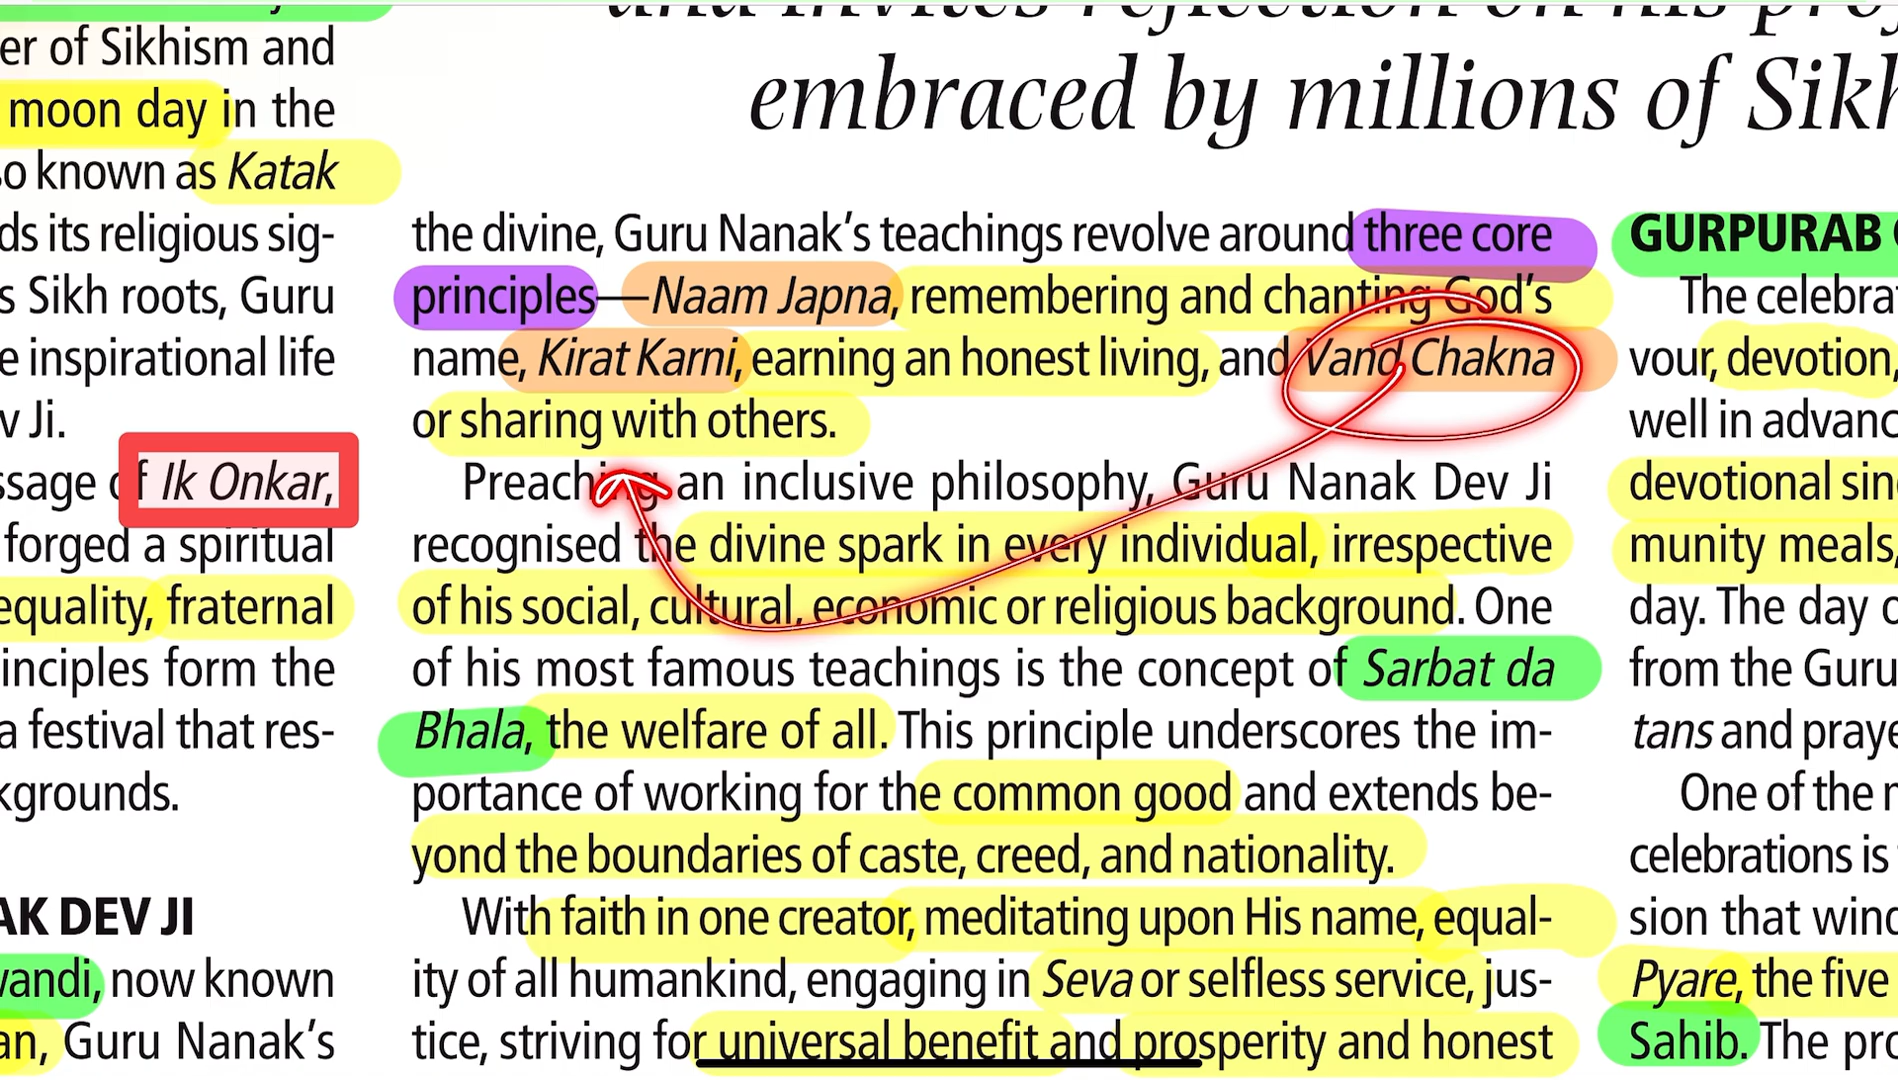 and invites reflection on his
embraced by millions of Sikh
er of Sikhism and
moon day in the
so known as Katak
ds its religious sig-
s Sikh roots, Guru
e inspirational life
v Ji.
ssage of Ik Onkar,
forged a spiritual
equality, fraternal
inciples form the
a festival that res-
kgrounds.
AK DEV JI
wandi, now known
an, Guru Nanak's
the divine, Guru Nanak's teachings revolve around three core
principles—Naam Japna, remembering and chanting God's
name, Kirat Karni, earning an honest living, and Vand Chakna
or sharing with others.
Preaching an inclusive philosophy, Guru Nanak Dev Ji
recognised the divine spark in every individual, irrespective
of his social, cultural, economic or religious background. One
of his most famous teachings is the concept of Sarbat da
Bhala, the welfare of all. This principle underscores the im-
portance of working for the common good and extends be-
yond the boundaries of caste, creed, and nationality.
With faith in one creator, meditating upon His name, equal-
ity of all humankind, engaging in Seva or selfless service, jus-
tice, striving for universal benefit and prosperity and honest
GURPURAB
The celebra
vour, devotion,
well in advanc
devotional sin
munity meals,
day. The day o
from the Guru
tans and praye
One of the m
celebrations is
sion that wind
Pyare, the five
Sahib. The pro